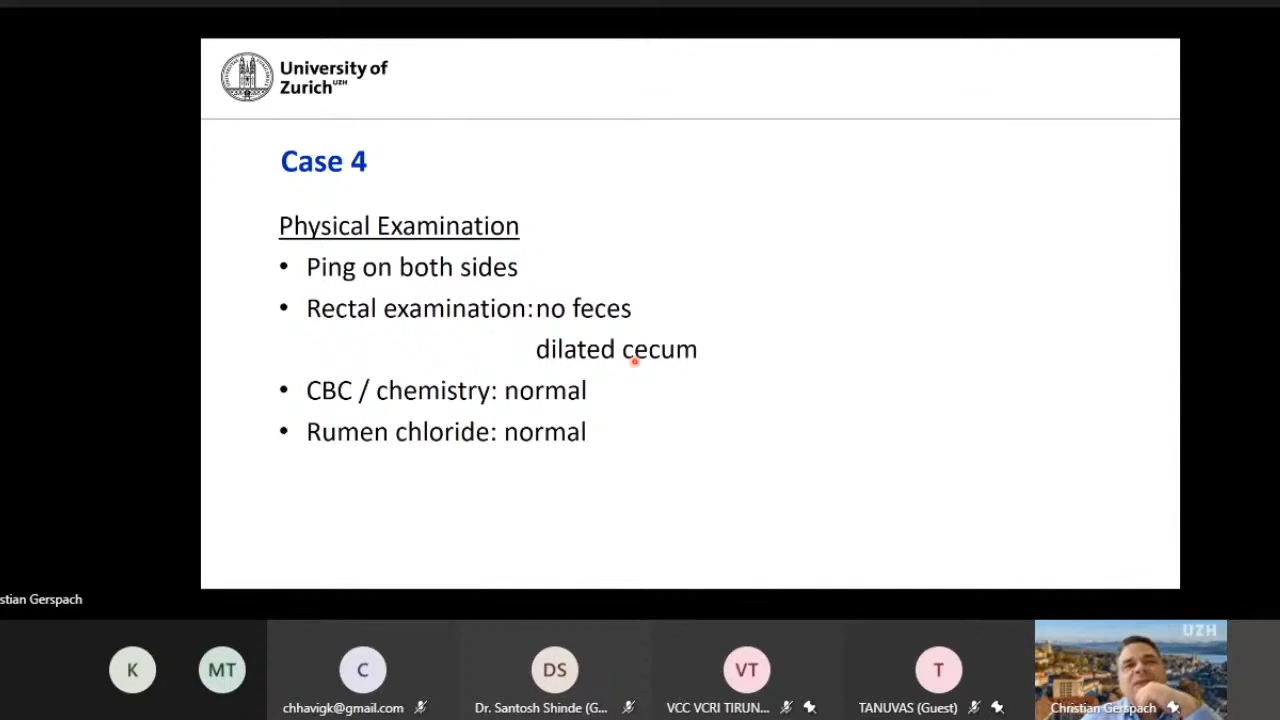 University of
Zurich UZH
Case 4
Physical Examination
• Ping on both sides
• Rectal examination: no feces
dilated cecum
• CBC / chemistry: normal
• Rumen chloride: normal
stian Gerspach
K
MT
C
DS
VT
T
UZH
chhavigk@gmail.com
Dr. Santosh Shinde (G...
VCC VCRI TIRUN...
TANUVAS (Guest)
Christian Gerspach